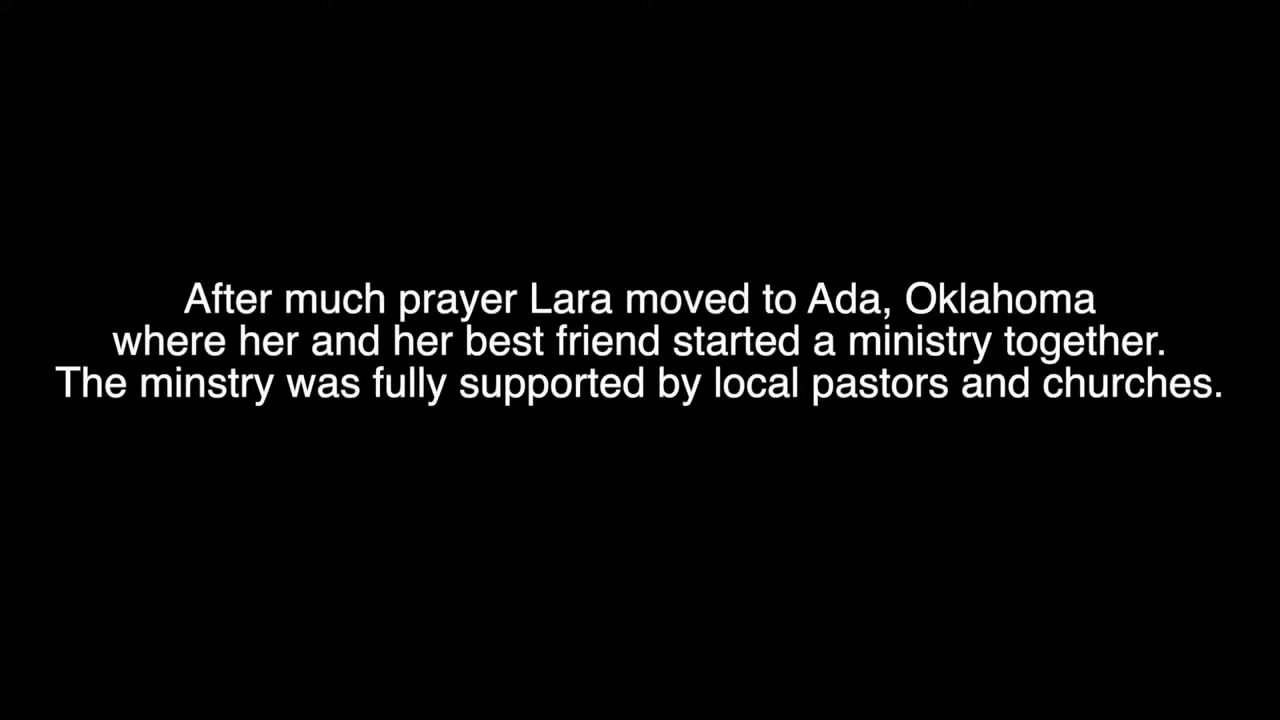 After much prayer Lara moved to Ada, Oklahoma
where her and her best friend started a ministry together.
The minstry was fully supported by local pastors and churches.